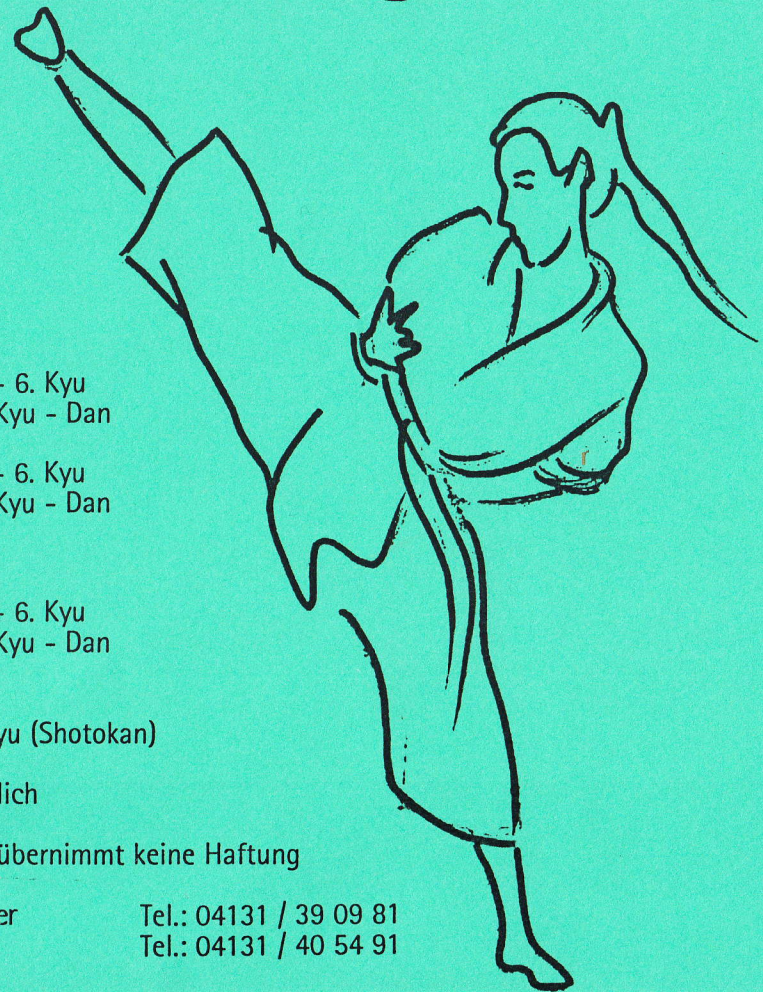 - 6. Kyu
Kyu - Dan
- 6. Kyu
Kyu - Dan
- 6. Kyu
Kyu - Dan
yu (Shotokan)
lich
übernimmt keine Haftung
er Tel.: 04131 / 39 09 81
Tel.: 04131 / 40 54 91